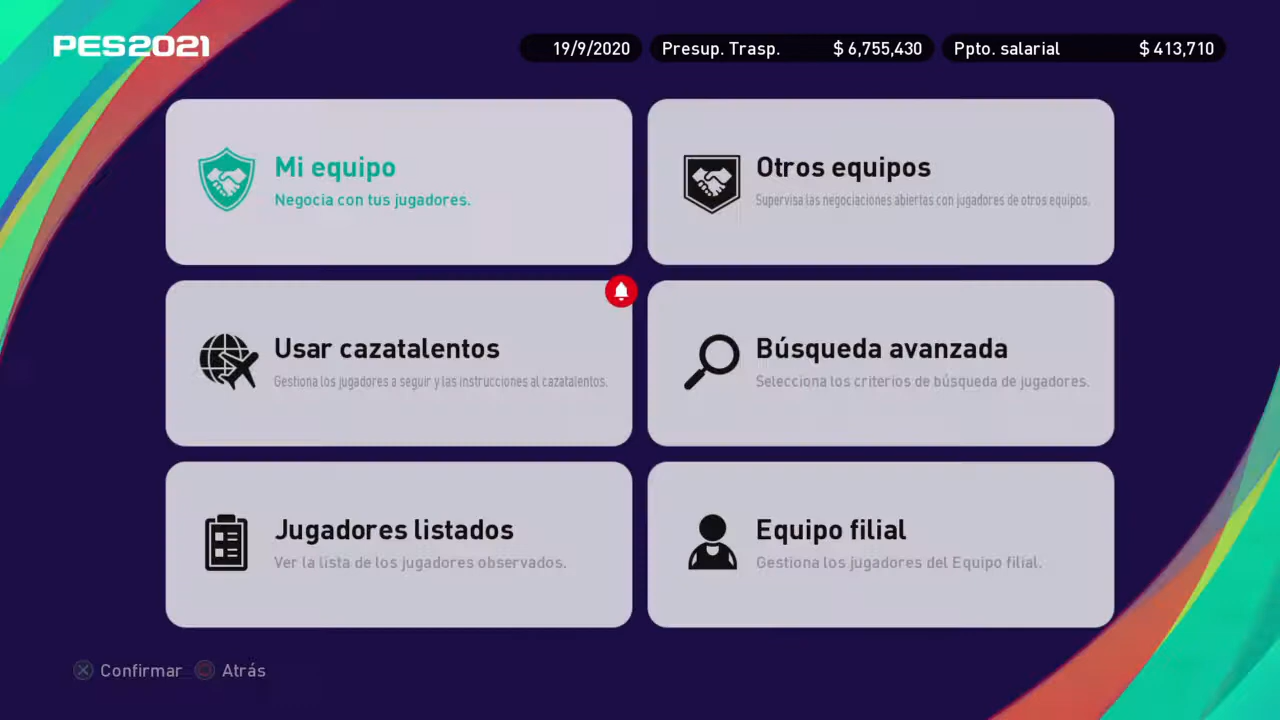 PES2021
19/9/2020 Presup. Trasp. $ 6,755,430 Ppto. salarial $ 413,710
Mi equipo
Negocia con tus jugadores.
Otros equipos
Supervisa las negociaciones abiertas con jugadores de otros equipos.
Usar cazatalentos
Gestiona los jugadores a seguir y las instrucciones al cazatalentos.
Búsqueda avanzada
Selecciona los criterios de búsqueda de jugadores.
Jugadores listados
Ver la lista de los jugadores observados.
Equipo filial
Gestiona los jugadores del Equipo filial.
Confirmar Atrás